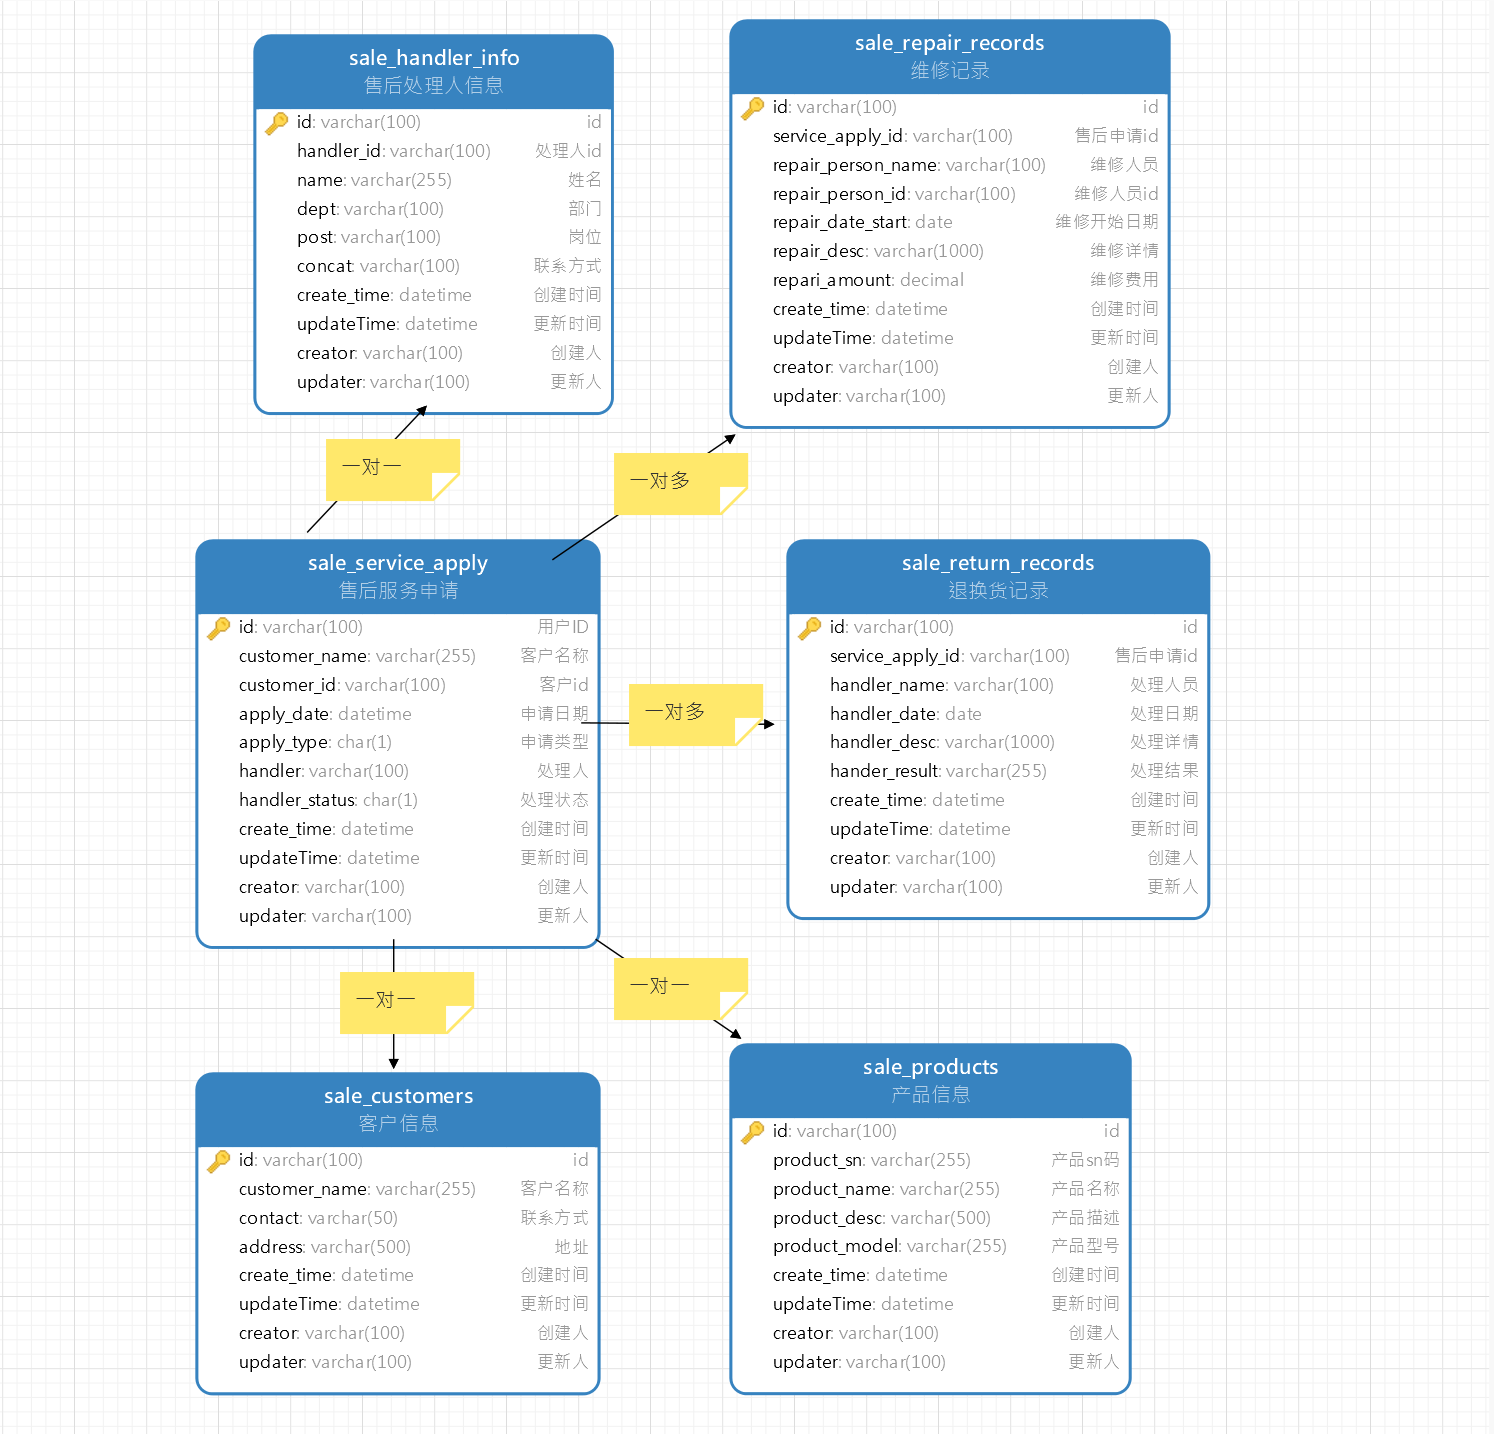 sale_handler_info
售后处理人信息
id: varchar(100) id
handler_id: varchar(100) 处理人id
name: varchar(255) 姓名
dept: varchar(100) 部门
post: varchar(100) 岗位
concat: varchar(100) 联系方式
create_time: datetime 创建时间
updateTime: datetime 更新时间
creator: varchar(100) 创建人
updater: varchar(100) 更新人
sale_repair_records
维修记录
id: varchar(100) id
service_apply_id: varchar(100) 售后申请id
repair_person_name: varchar(100) 维修人员
repair_person_id: varchar(100) 维修人员id
repair_date_start: date 维修开始日期
repair_desc: varchar(1000) 维修详情
repari_amount: decimal 维修费用
create_time: datetime 创建时间
updateTime: datetime 更新时间
creator: varchar(100) 创建人
updater: varchar(100) 更新人
一对一
一对多
sale_service_apply
售后服务申请
id: varchar(100) 用户ID
customer_name: varchar(255) 客户名称
customer_id: varchar(100) 客户id
apply_date: datetime 申请日期
apply_type: char(1) 申请类型
handler: varchar(100) 处理人
handler_status: char(1) 处理状态
create_time: datetime 创建时间
updateTime: datetime 更新时间
creator: varchar(100) 创建人
updater: varchar(100) 更新人
一对多
sale_return_records
退换货记录
id: varchar(100) id
service_apply_id: varchar(100) 售后申请id
handler_name: varchar(100) 处理人员
handler_date: date 处理日期
handler_desc: varchar(1000) 处理详情
hander_result: varchar(255) 处理结果
create_time: datetime 创建时间
updateTime: datetime 更新时间
creator: varchar(100) 创建人
updater: varchar(100) 更新人
一对一
一对一
sale_customers
客户信息
id: varchar(100) id
customer_name: varchar(255) 客户名称
contact: varchar(50) 联系方式
address: varchar(500) 地址
create_time: datetime 创建时间
updateTime: datetime 更新时间
creator: varchar(100) 创建人
updater: varchar(100) 更新人
sale_products
产品信息
id: varchar(100) id
product_sn: varchar(255) 产品sn码
product_name: varchar(255) 产品名称
product_desc: varchar(500) 产品描述
product_model: varchar(255) 产品型号
create_time: datetime 创建时间
updateTime: datetime 更新时间
creator: varchar(100) 创建人
updater: varchar(100) 更新人